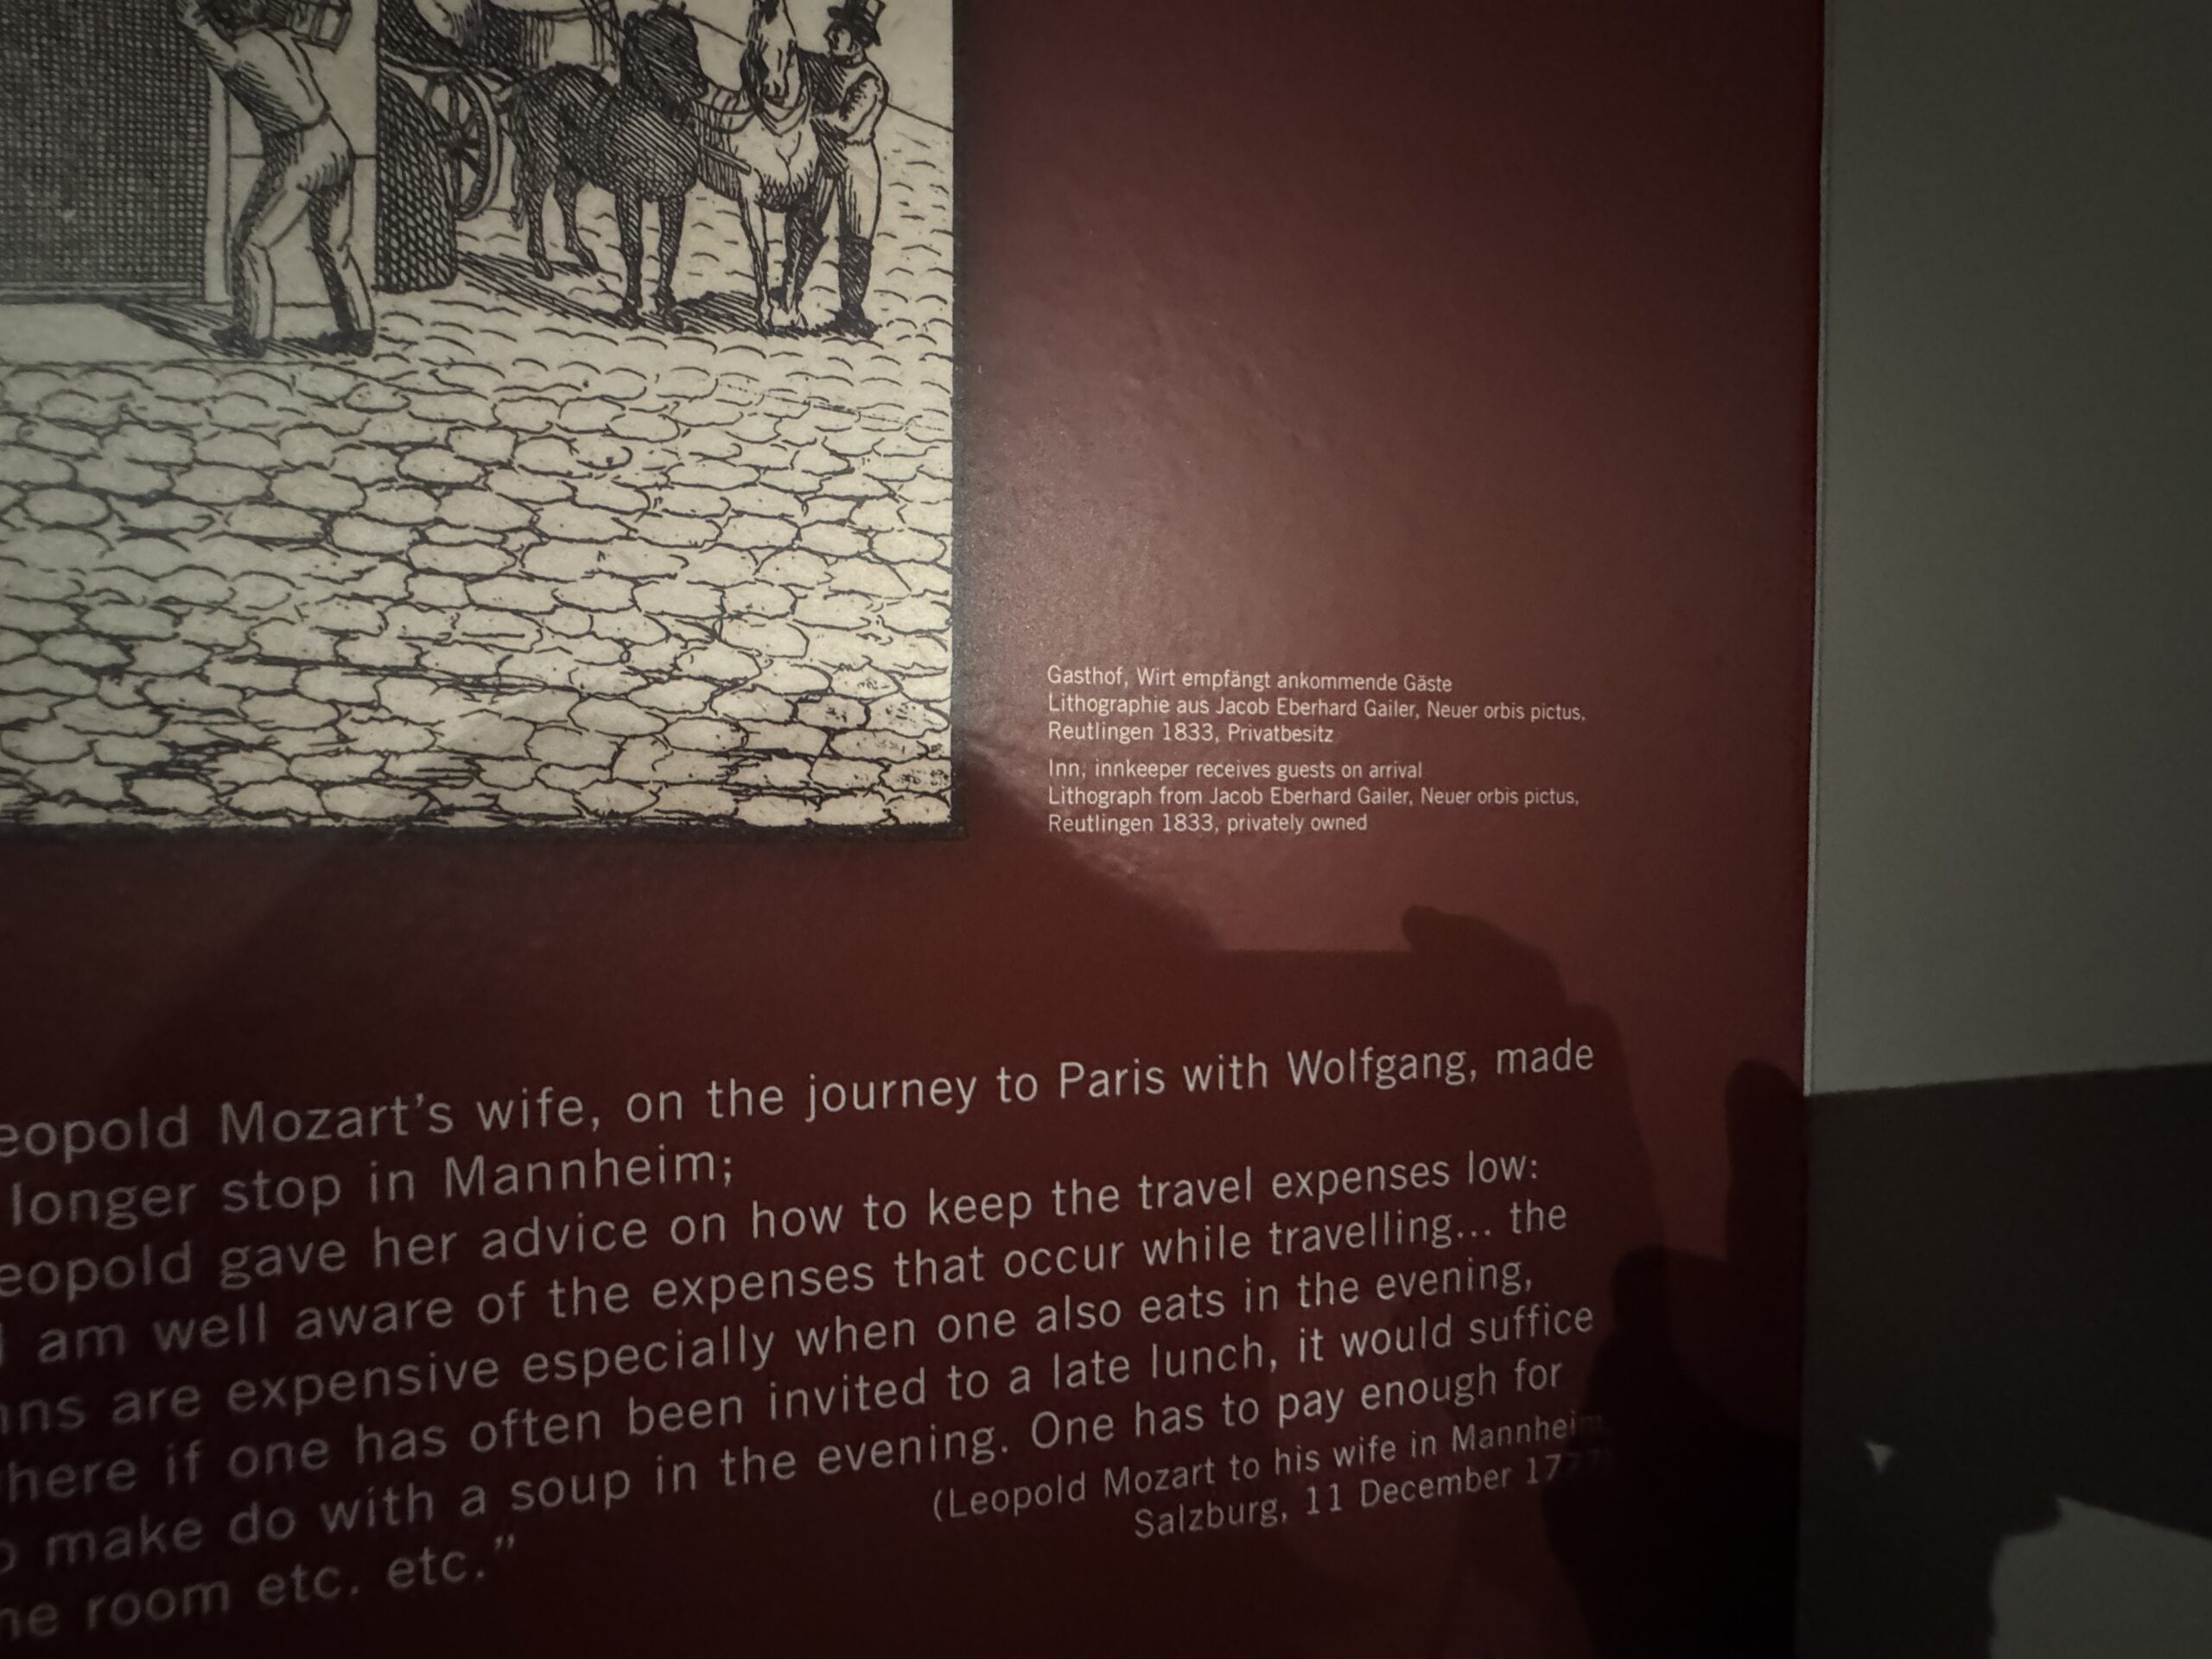 Gasthof, Wirt empfängt ankommende Gäste
Lithographie aus Jacob Eberhard Gailer, Neuer orbis pictus,
Reutlingen 1833, Privatbesitz
Inn, innkeeper receives guests on arrival
Lithograph from Jacob Eberhard Gailer, Neuer orbis pictus,
Reutlingen 1833, privately owned
eopold Mozart's wife, on the journey to Paris with Wolfgang, made
longer stop in Mannheim;
eopold gave her advice on how to keep the travel expenses low:
I am well aware of the expenses that occur while travelling... the
nns are expensive especially when one also eats in the evening,
here if one has often been invited to a late lunch, it would suffice
o make do with a soup in the evening. One has to pay enough for
he room etc. etc.”
(Leopold Mozart to his wife in Mannheim,
Salzburg, 11 December 1777)